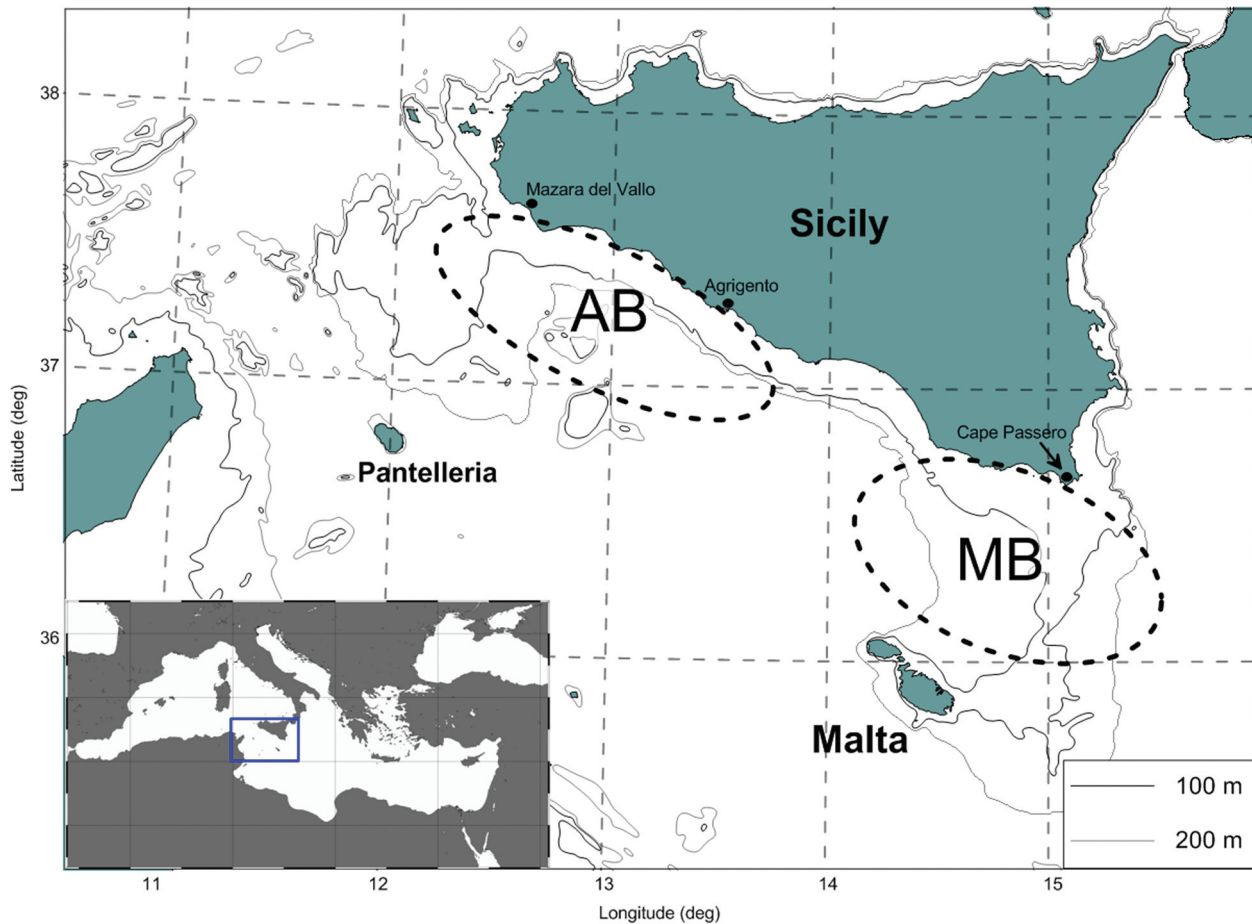 38
Mazara del Vallo
Sicily
Agrigento
AB
37
Cape Passero
Pantelleria
Latitude (deg)
MB
36
Malta
100 m
200 m
11
12
13
14
15
Longitude (deg)